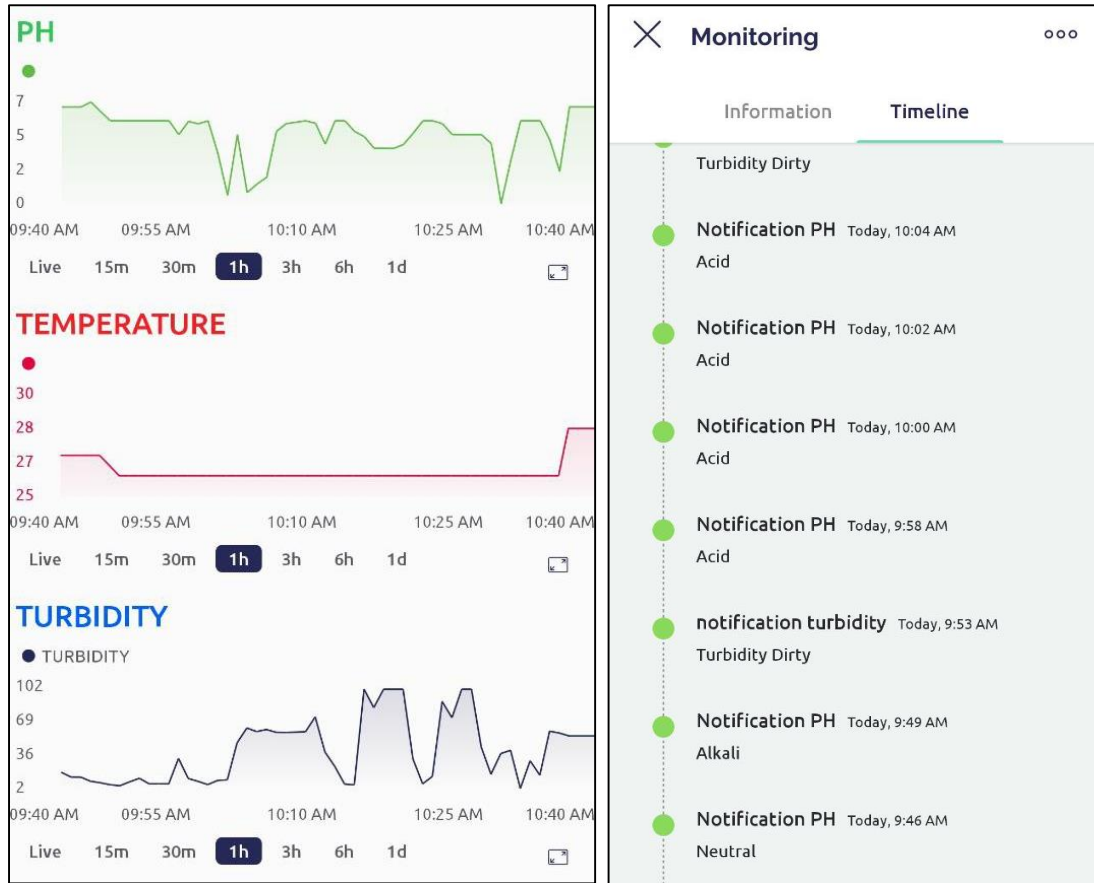 PH
7
5
2
0
09:40 AM 09:55 AM 10:10 AM 10:25 AM 10:40 AM
Live 15m 30m 1h 3h 6h 1d
TEMPERATURE
30
28
27
25
09:40 AM 09:55 AM 10:10 AM 10:25 AM 10:40 AM
Live 15m 30m 1h 3h 6h 1d
TURBIDITY
TURBIDITY
102
69
36
2
09:40 AM 09:55 AM 10:10 AM 10:25 AM 10:40 AM
Live 15m 30m 1h 3h 6h 1d
Monitoring
Information Timeline
Turbidity Dirty
Notification PH Today, 10:04 AM
Acid
Notification PH Today, 10:02 AM
Acid
Notification PH Today, 10:00 AM
Acid
Notification PH Today, 9:58 AM
Acid
notification turbidity Today, 9:53 AM
Turbidity Dirty
Notification PH Today, 9:49 AM
Alkali
Notification PH Today, 9:46 AM
Neutral